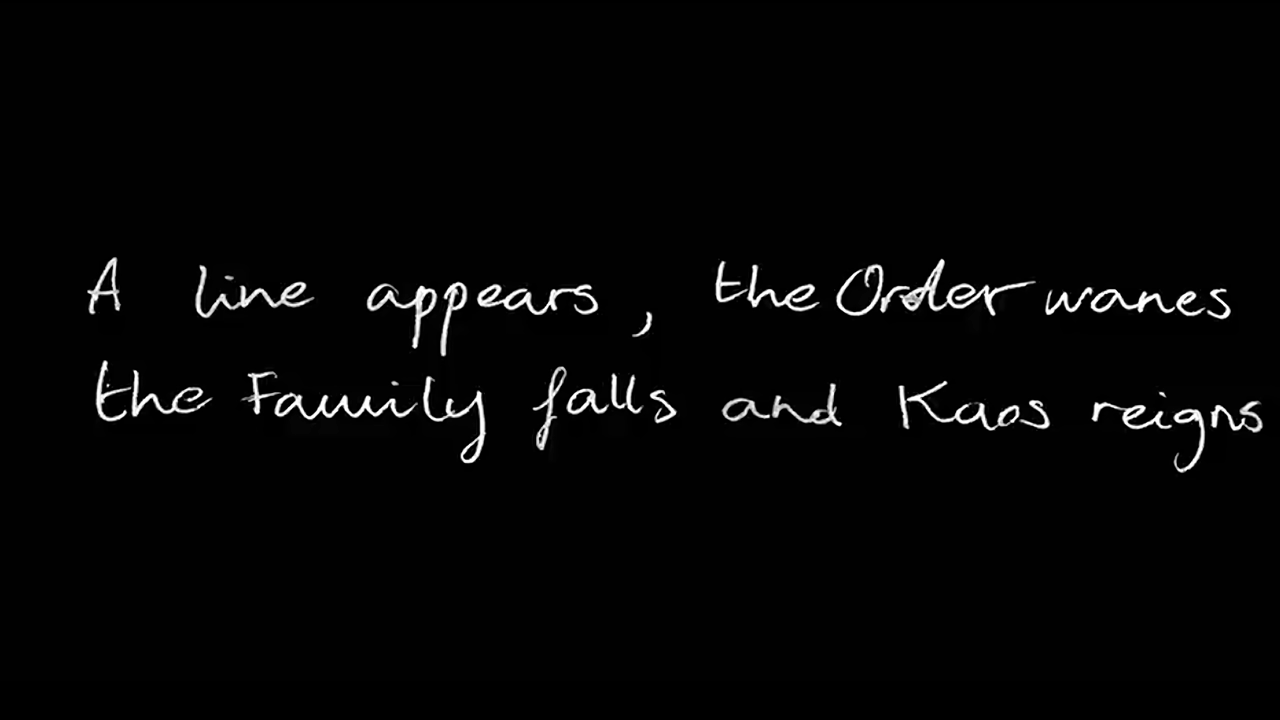 A line appears, the Order wanes
the Family falls and Kaos reigns